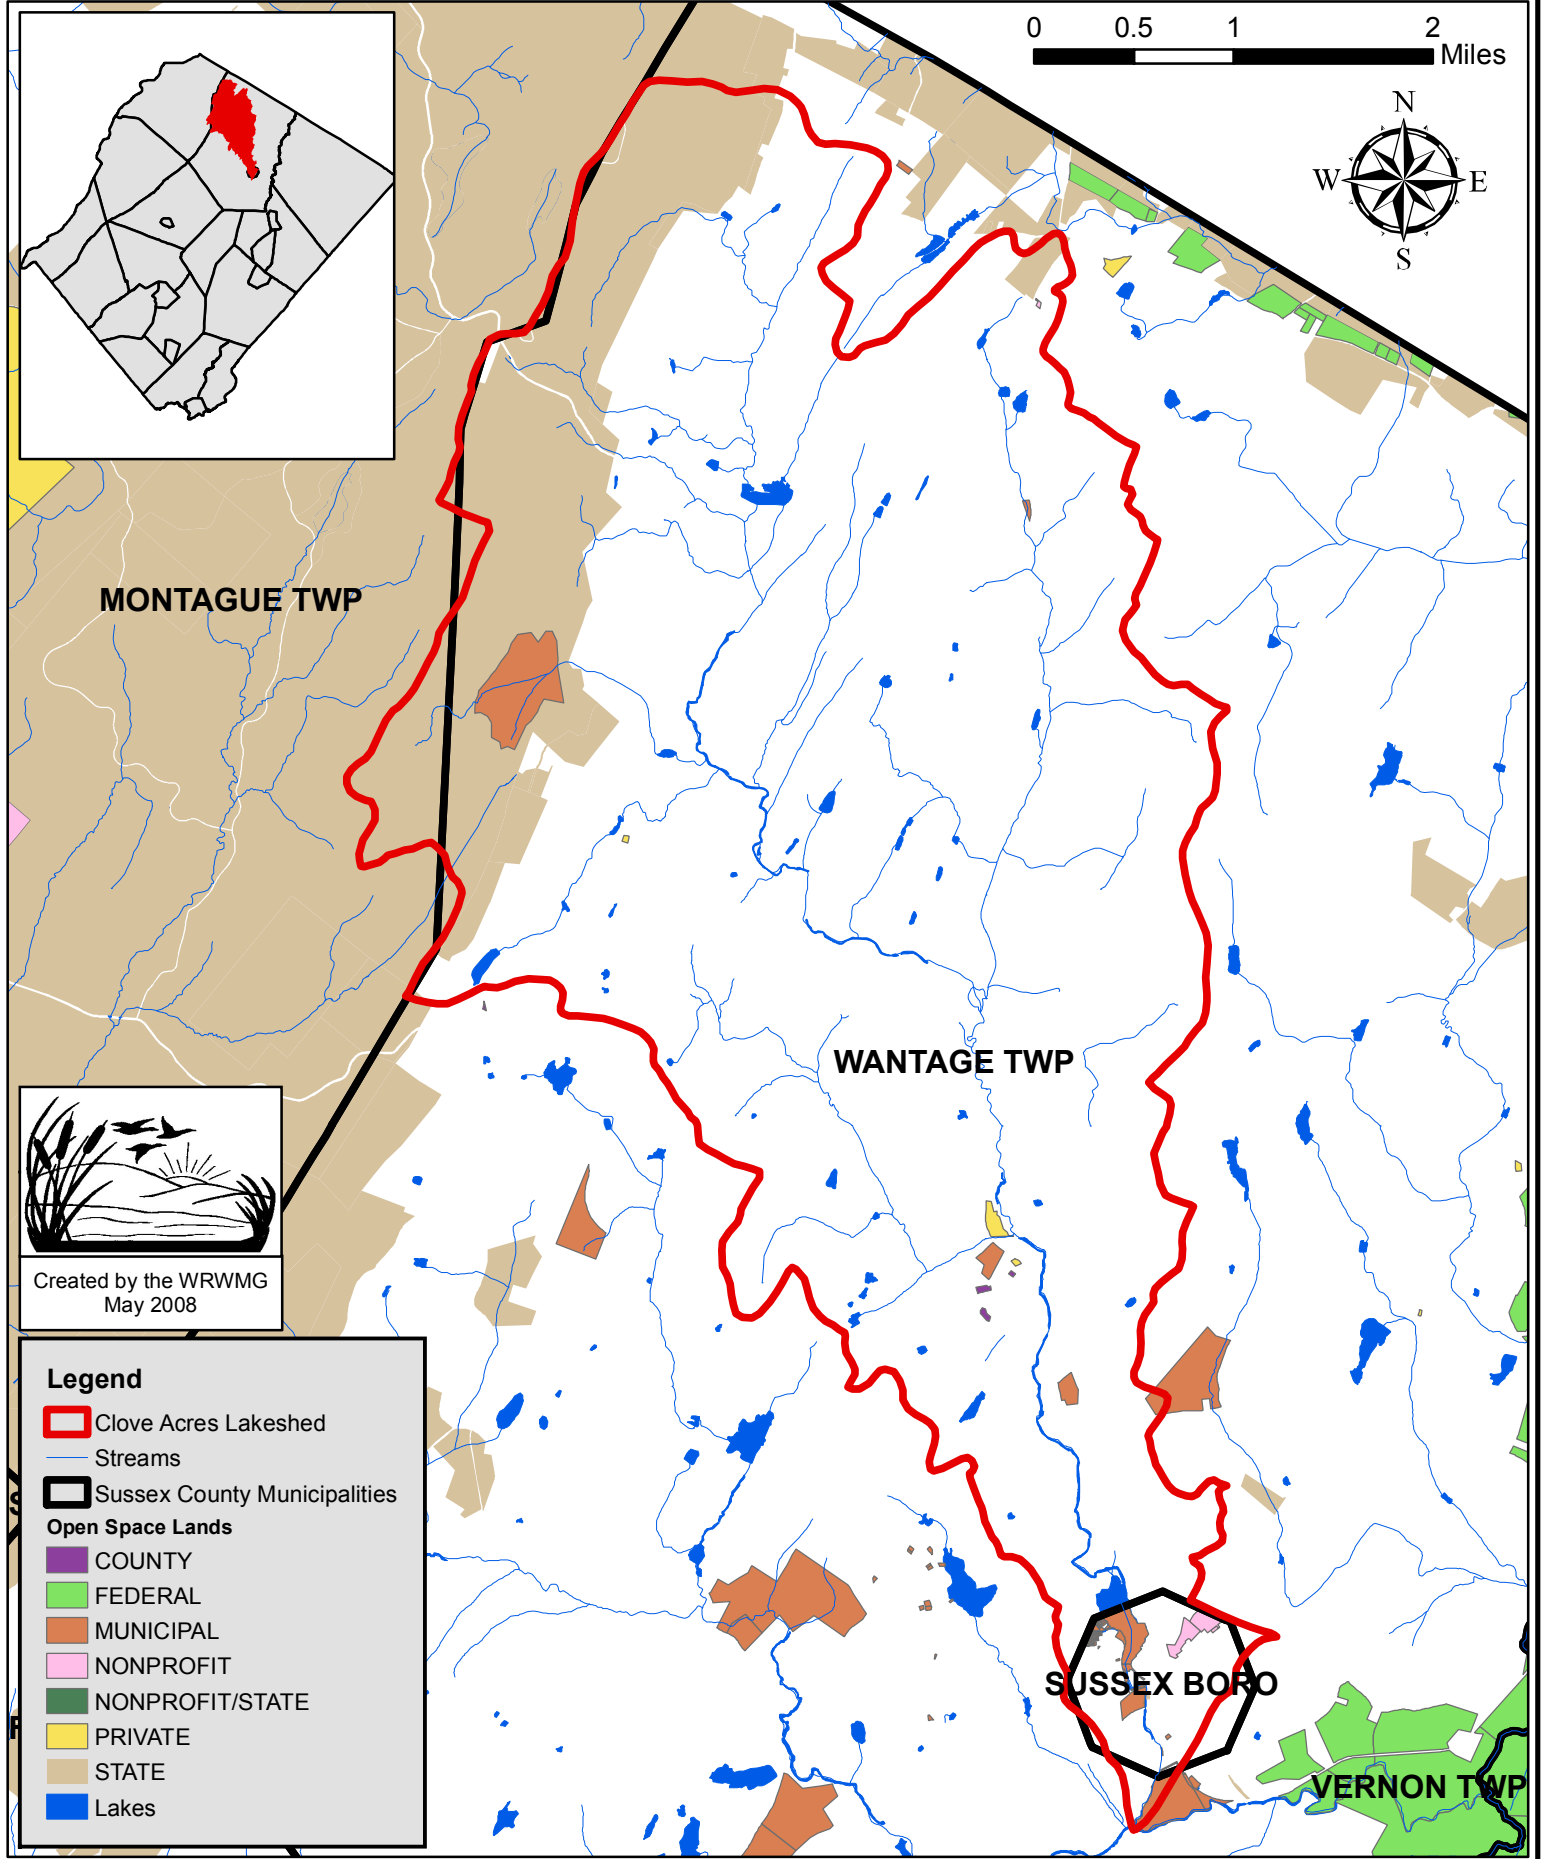 0 0.5 1 2
Miles
N
W E
S
MONTAGUE TWP
WANTAGE TWP
Created by the WRWMG
May 2008
Legend
Clove Acres Lakeshed
Streams
Sussex County Municipalities
Open Space Lands
COUNTY
FEDERAL
MUNICIPAL
NONPROFIT
NONPROFIT/STATE
PRIVATE
STATE
Lakes
SUSSEX BORO
VERNON TWP